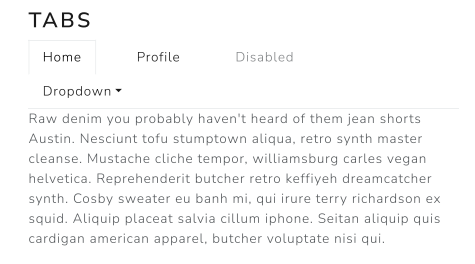 TABS
Home Profile Disabled
Dropdown
Raw denim you probably haven't heard of them jean shorts
Austin. Nesciunt tofu stumptown aliqua, retro synth master
cleanse. Mustache cliche tempor, williamsburg carles vegan
helvetica. Reprehenderit butcher retro keffiyeh dreamcatcher
synth. Cosby sweater eu banh mi, qui irure terry richardson ex
squid. Aliquip placeat salvia cillum iphone. Seitan aliquip quis
cardigan american apparel, butcher voluptate nisi qui.